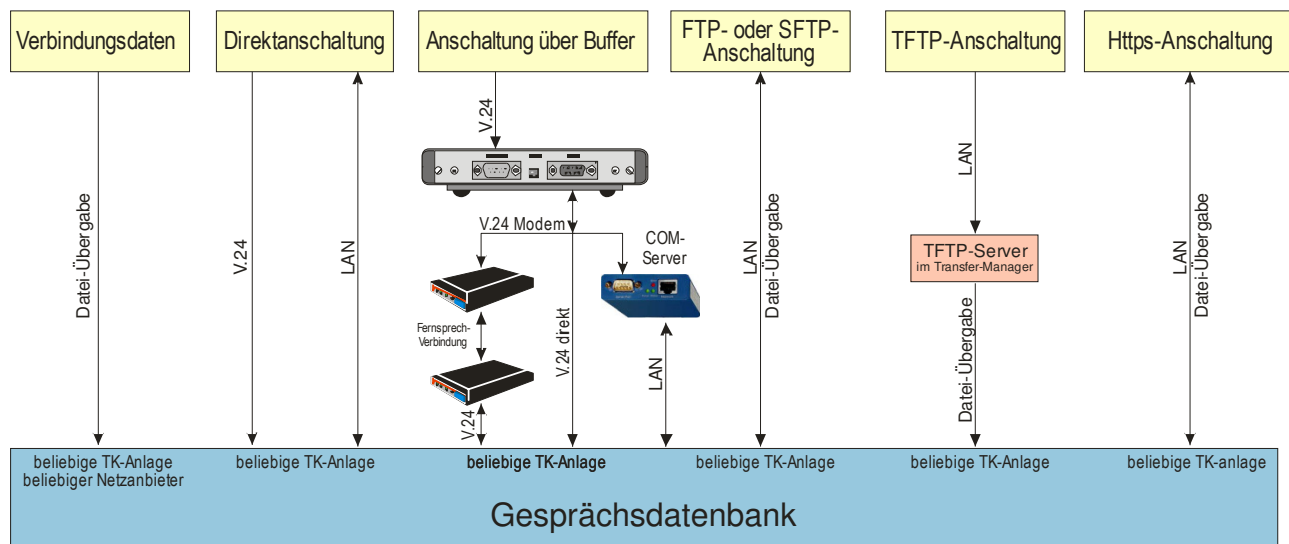 Verbindungsdaten
Direktanschaltung
Anschaltung über Buffer
FTP- oder SFTP-
Anschaltung
TFTP-Anschaltung
Https-Anschaltung
Datei-Übergabe
V.24
LAN
V.24
V.24 Modem
Fernsprech-
Verbindung
V.24
V.24 direkt
COM-
Server
LAN
LAN
Datei-Übergabe
LAN
TFTP-Server
im Transfer-Manager
Datei-Übergabe
LAN
Datei-Übergabe
beliebige TK-Anlage
beliebiger Netzanbieter
beliebige TK-Anlage
beliebige TK-Anlage
beliebige TK-Anlage
beliebige TK-Anlage
beliebige TK-anlage
Gesprächsdatenbank